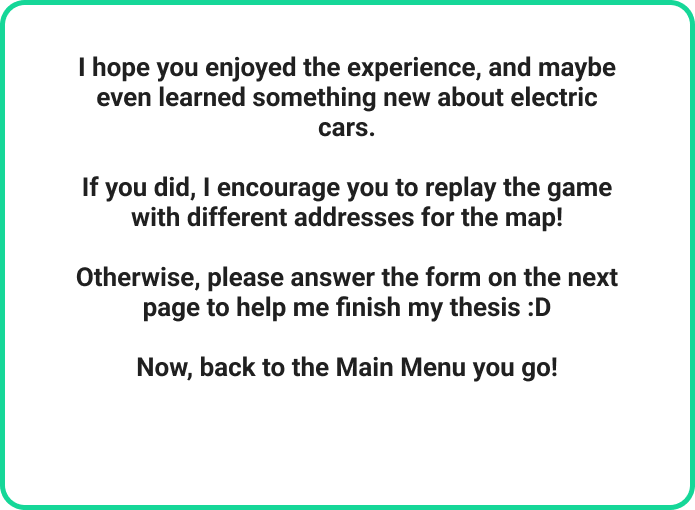 I hope you enjoyed the experience, and maybe
even learned something new about electric
cars.
If you did, I encourage you to replay the game
with different addresses for the map!
Otherwise, please answer the form on the next
page to help me finish my thesis :D
Now, back to the Main Menu you go!